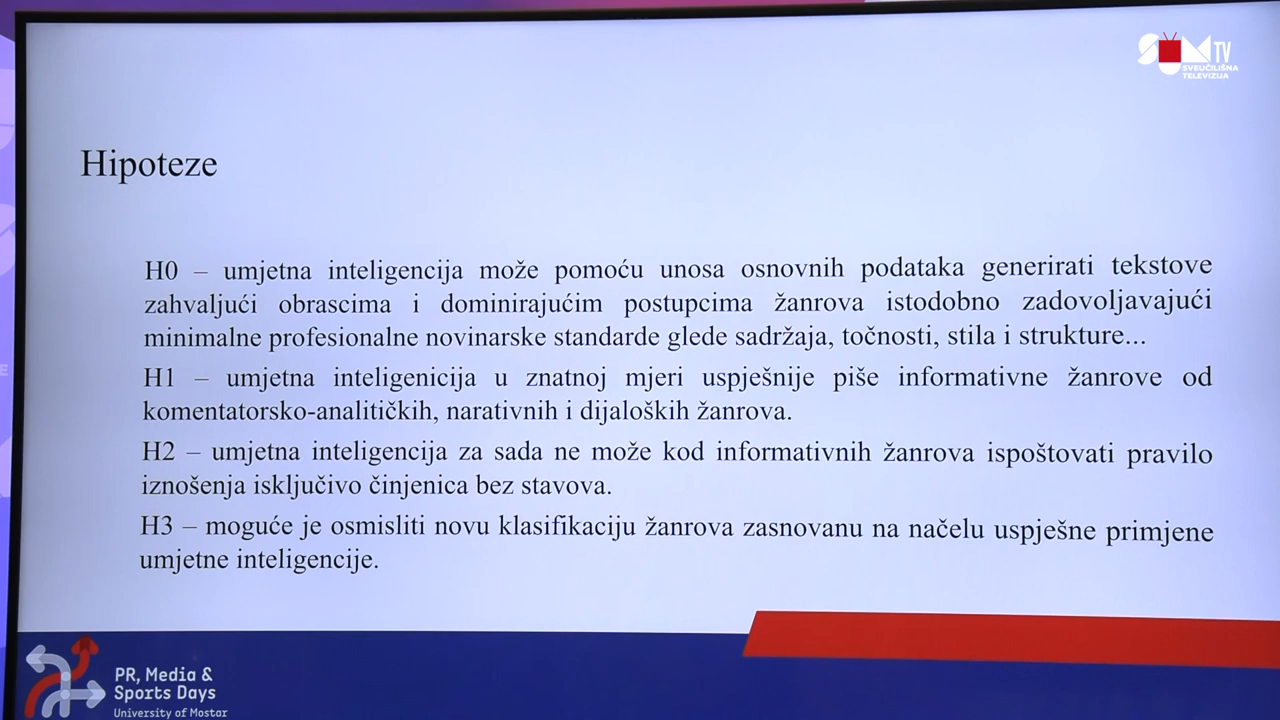 SUM TV
SVEUČILIŠNA
TELEVIZIJA
Hipoteze
H0 – umjetna inteligencija može pomoću unosa osnovnih podataka generirati tekstove
zahvaljući obrascima i dominirajućim postupcima žanrova istodobno zadovoljavajući
minimalne profesionalne novinarske standarde glede sadržaja, točnosti, stila i strukture...
H1 – umjetna inteligenicija u znatnoj mjeri uspješnije piše informativne žanrove od
komentatorsko-analitičkih, narativnih i dijaloških žanrova.
H2 – umjetna inteligencija za sada ne može kod informativnih žanrova ispoštovati pravilo
iznošenja isključivo činjenica bez stavova.
H3 – moguće je osmisliti novu klasifikaciju žanrova zasnovanu na načelu uspješne primjene
umjetne inteligencije.
PR, Media &
Sports Days
University of Mostar